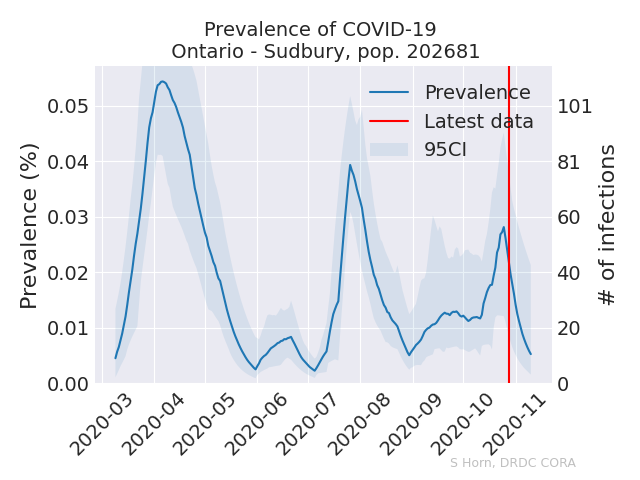 Prevalence of COVID-19
Ontario - Sudbury, pop. 202681
Prevalence (%)
0.05
0.04
0.03
0.02
0.01
0.00
Prevalence
Latest data
95CI
101
81
60
40
20
0
# of infections
2020-03
2020-04
2020-05
2020-06
2020-07
2020-08
2020-09
2020-10
2020-11
S Horn, DRDC CORA